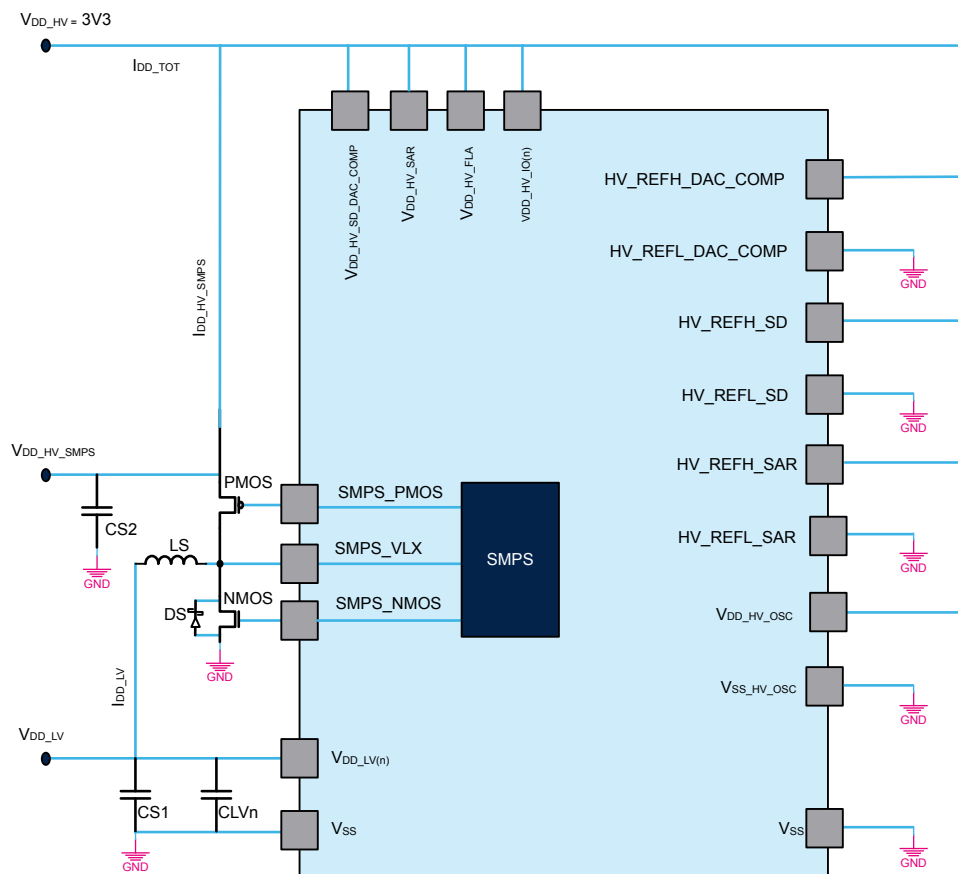 VDD_HV = 3V3
IDD_TOT
IDD_HV_SMPS
VDD_HV_SD_DAC_COMP
VDD_HV_SAR
VDD_HV_FLA
VDD_HV_IO(n)
HV_REFH_DAC_COMP
HV_REFL_DAC_COMP
GND
HV_REFH_SD
HV_REFL_SD
GND
HV_REFH_SAR
HV_REFL_SAR
GND
VDD_HV_OSC
VSS_HV_OSC
GND
VSS
GND
VDD_HV_SMPS
CS2
GND
PMOS
SMPS_PMOS
LS
SMPS_VLX
SMPS
NMOS
SMPS_NMOS
DS
GND
IDD_LV
VDD_LV
VDD_LV(n)
CS1
CLVn
VSS
GND